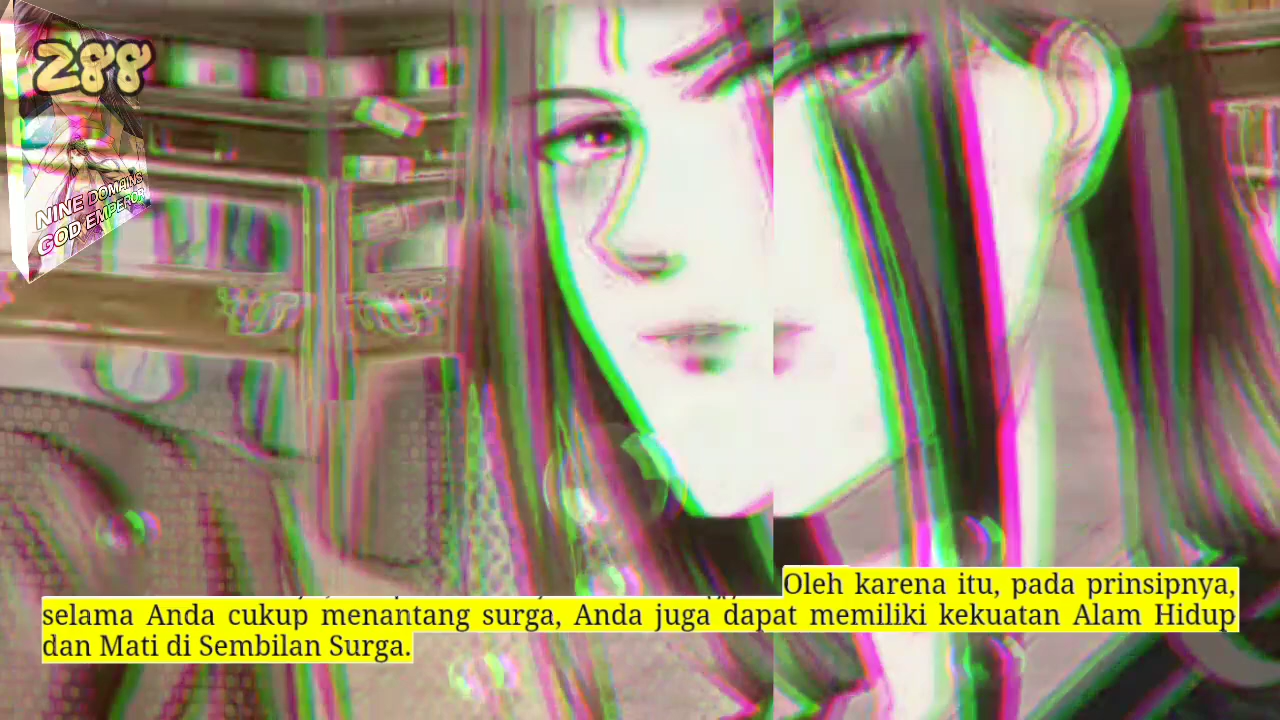 288
NINE DOMAINS
GOD EMPEROR
Oleh karena itu, pada prinsipnya,
selama Anda cukup menantang surga, Anda juga dapat memiliki kekuatan Alam Hidup
dan Mati di Sembilan Surga.